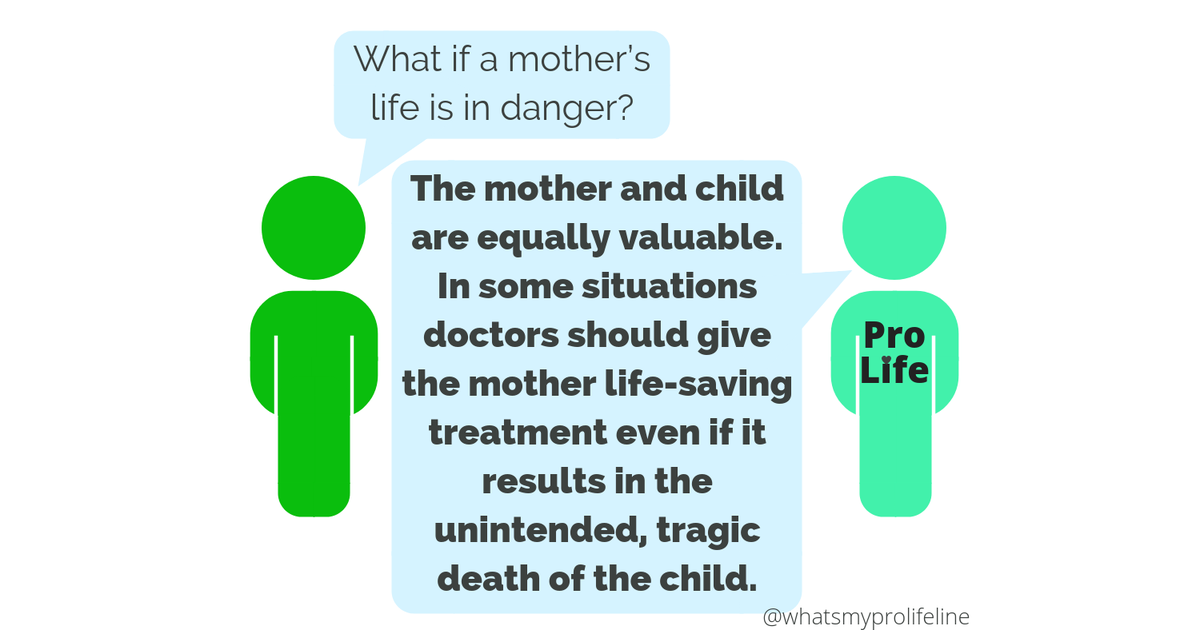 What if a mother’s
life is in danger?
The mother and child
are equally valuable.
In some situations
doctors should give
the mother life-saving
treatment even if it
results in the
unintended, tragic
death of the child.
Pro
Life
@whatsmyprolifeline